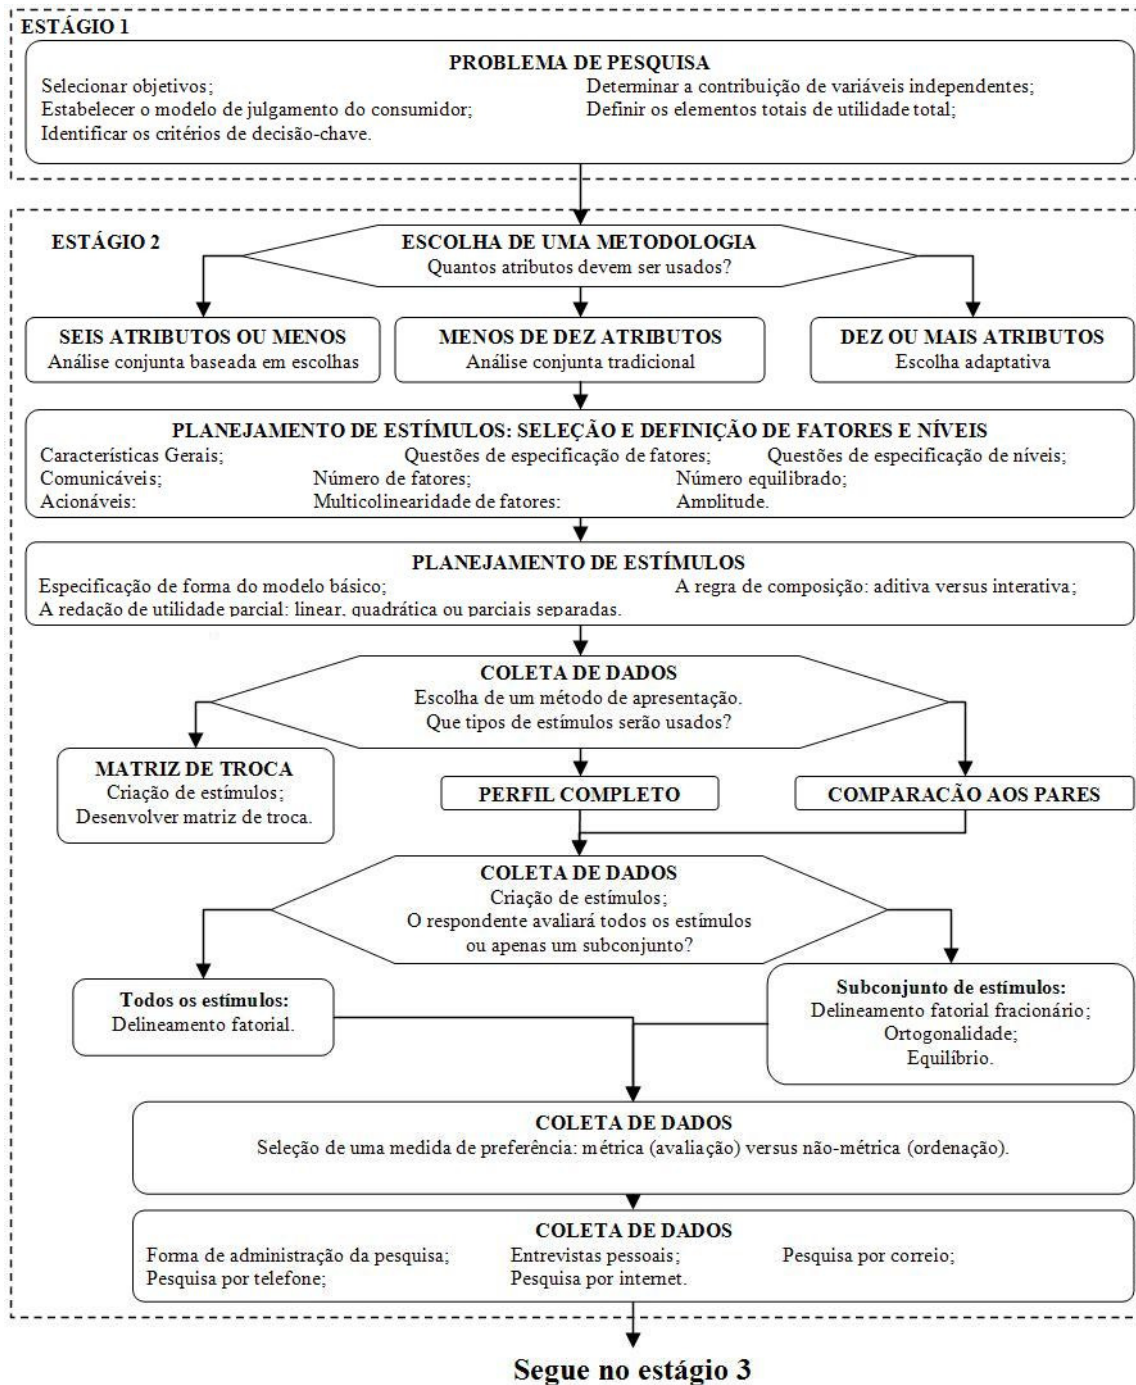 ESTÁGIO 1
PROBLEMA DE PESQUISA
Selecionar objetivos; Determinar a contribuição de variáveis independentes;
Estabelecer o modelo de julgamento do consumidor; Definir os elementos totais de utilidade total;
Identificar os critérios de decisão-chave.
ESTÁGIO 2
ESCOLHA DE UMA METODOLOGIA
Quantos atributos devem ser usados?
SEIS ATRIBUTOS OU MENOS
Análise conjunta baseada em escolhas
MENOS DE DEZ ATRIBUTOS
Análise conjunta tradicional
DEZ OU MAIS ATRIBUTOS
Escolha adaptativa
PLANEJAMENTO DE ESTÍMULOS: SELEÇÃO E DEFINIÇÃO DE FATORES E NÍVEIS
Características Gerais; Questões de especificação de fatores; Questões de especificação de níveis;
Comunicáveis; Número de fatores; Número equilibrado;
Acionáveis; Multicolinearidade de fatores; Amplitude.
PLANEJAMENTO DE ESTÍMULOS
Especificação de forma do modelo básico; A regra de composição: aditiva versus interativa;
A redação de utilidade parcial: linear, quadrática ou parciais separadas.
COLETA DE DADOS
Escolha de um método de apresentação.
Que tipos de estímulos serão usados?
MATRIZ DE TROCA
Criação de estímulos;
Desenvolver matriz de troca.
PERFIL COMPLETO
COMPARAÇÃO AOS PARES
COLETA DE DADOS
Criação de estímulos;
O respondente avaliará todos os estímulos
ou apenas um subconjunto?
Todos os estímulos:
Delineamento fatorial.
Subconjunto de estímulos:
Delineamento fatorial fracionário;
Ortogonalidade;
Equilíbrio.
COLETA DE DADOS
Seleção de uma medida de preferência: métrica (avaliação) versus não-métrica (ordenação).
COLETA DE DADOS
Forma de administração da pesquisa; Entrevistas pessoais; Pesquisa por correio;
Pesquisa por telefone; Pesquisa por internet.
Segue no estágio 3